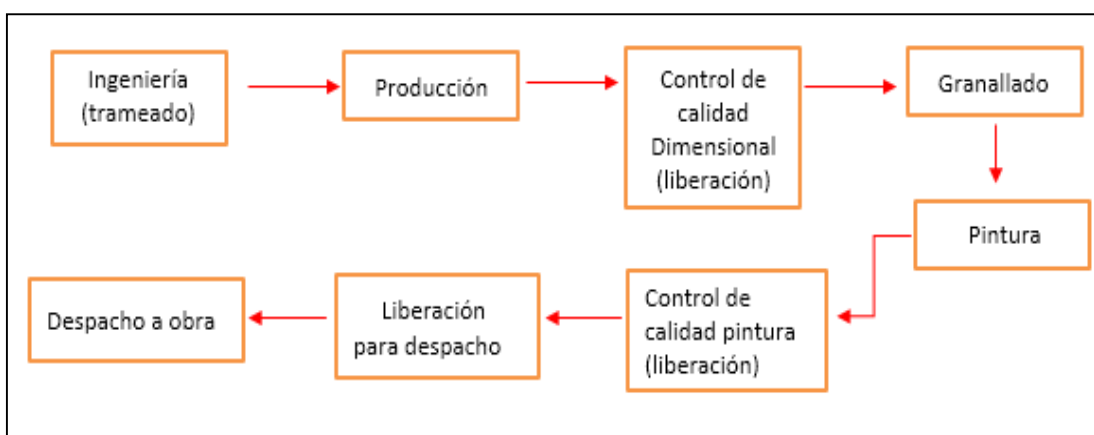 Ingeniería
(trameado)
Producción
Control de
calidad
Dimensional
(liberación)
Granallado
Pintura
Control de
calidad pintura
(liberación)
Liberación
para despacho
Despacho a obra